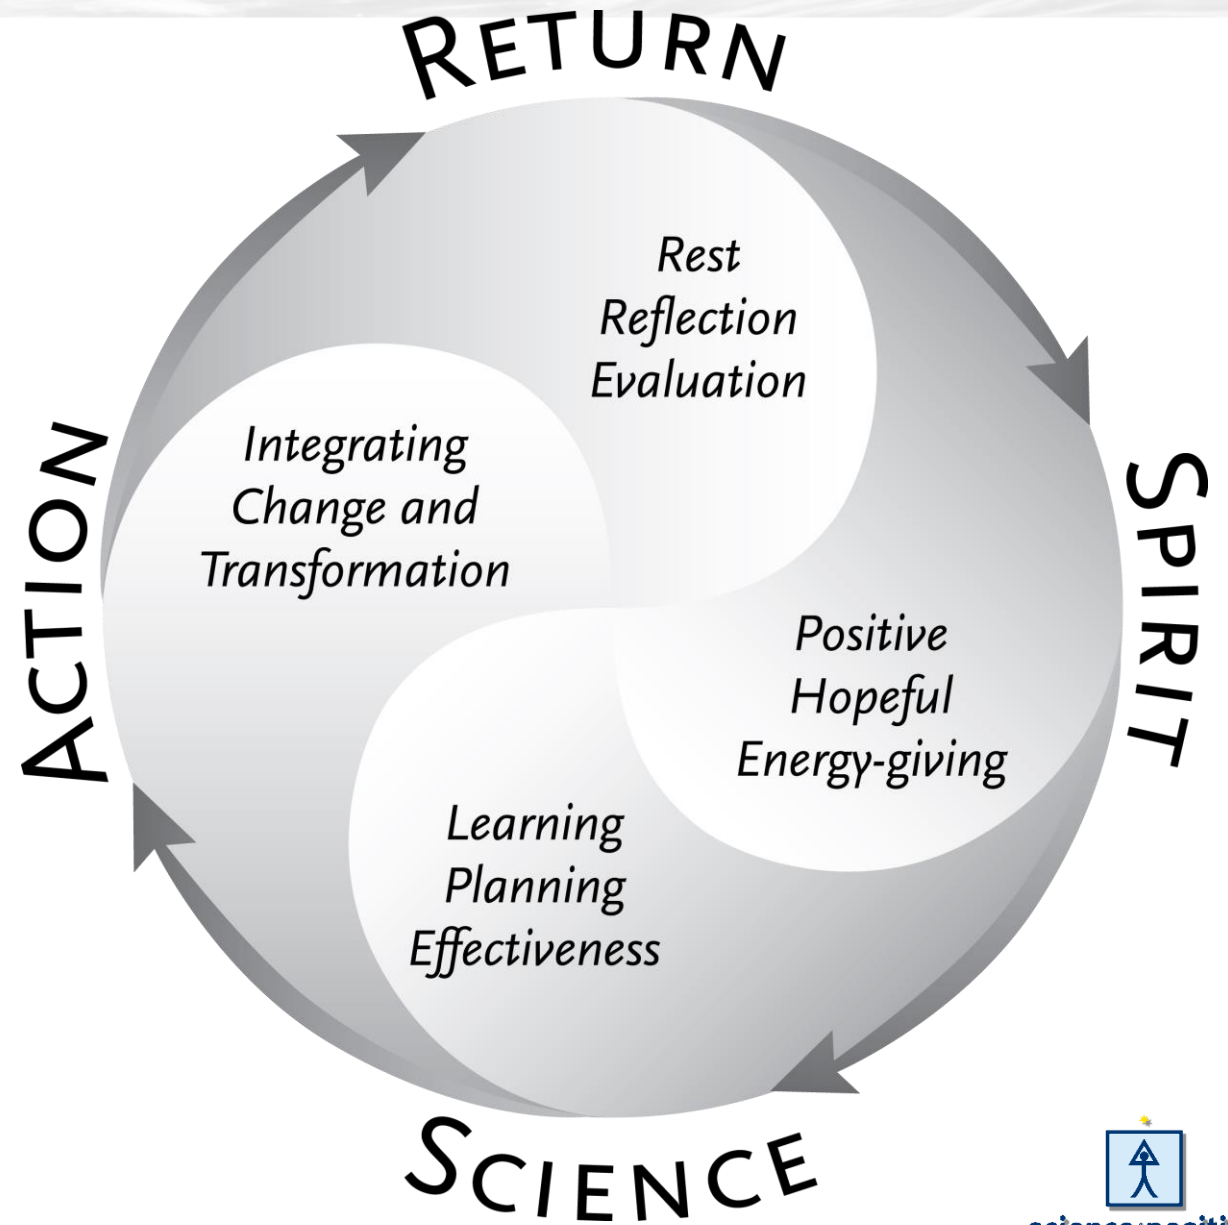 RETURN
Rest
Reflection
Evaluation
SPIRIT
Positive
Hopeful
Energy-giving
SCIENCE
Learning
Planning
Effectiveness
ACTION
Integrating
Change and
Transformation